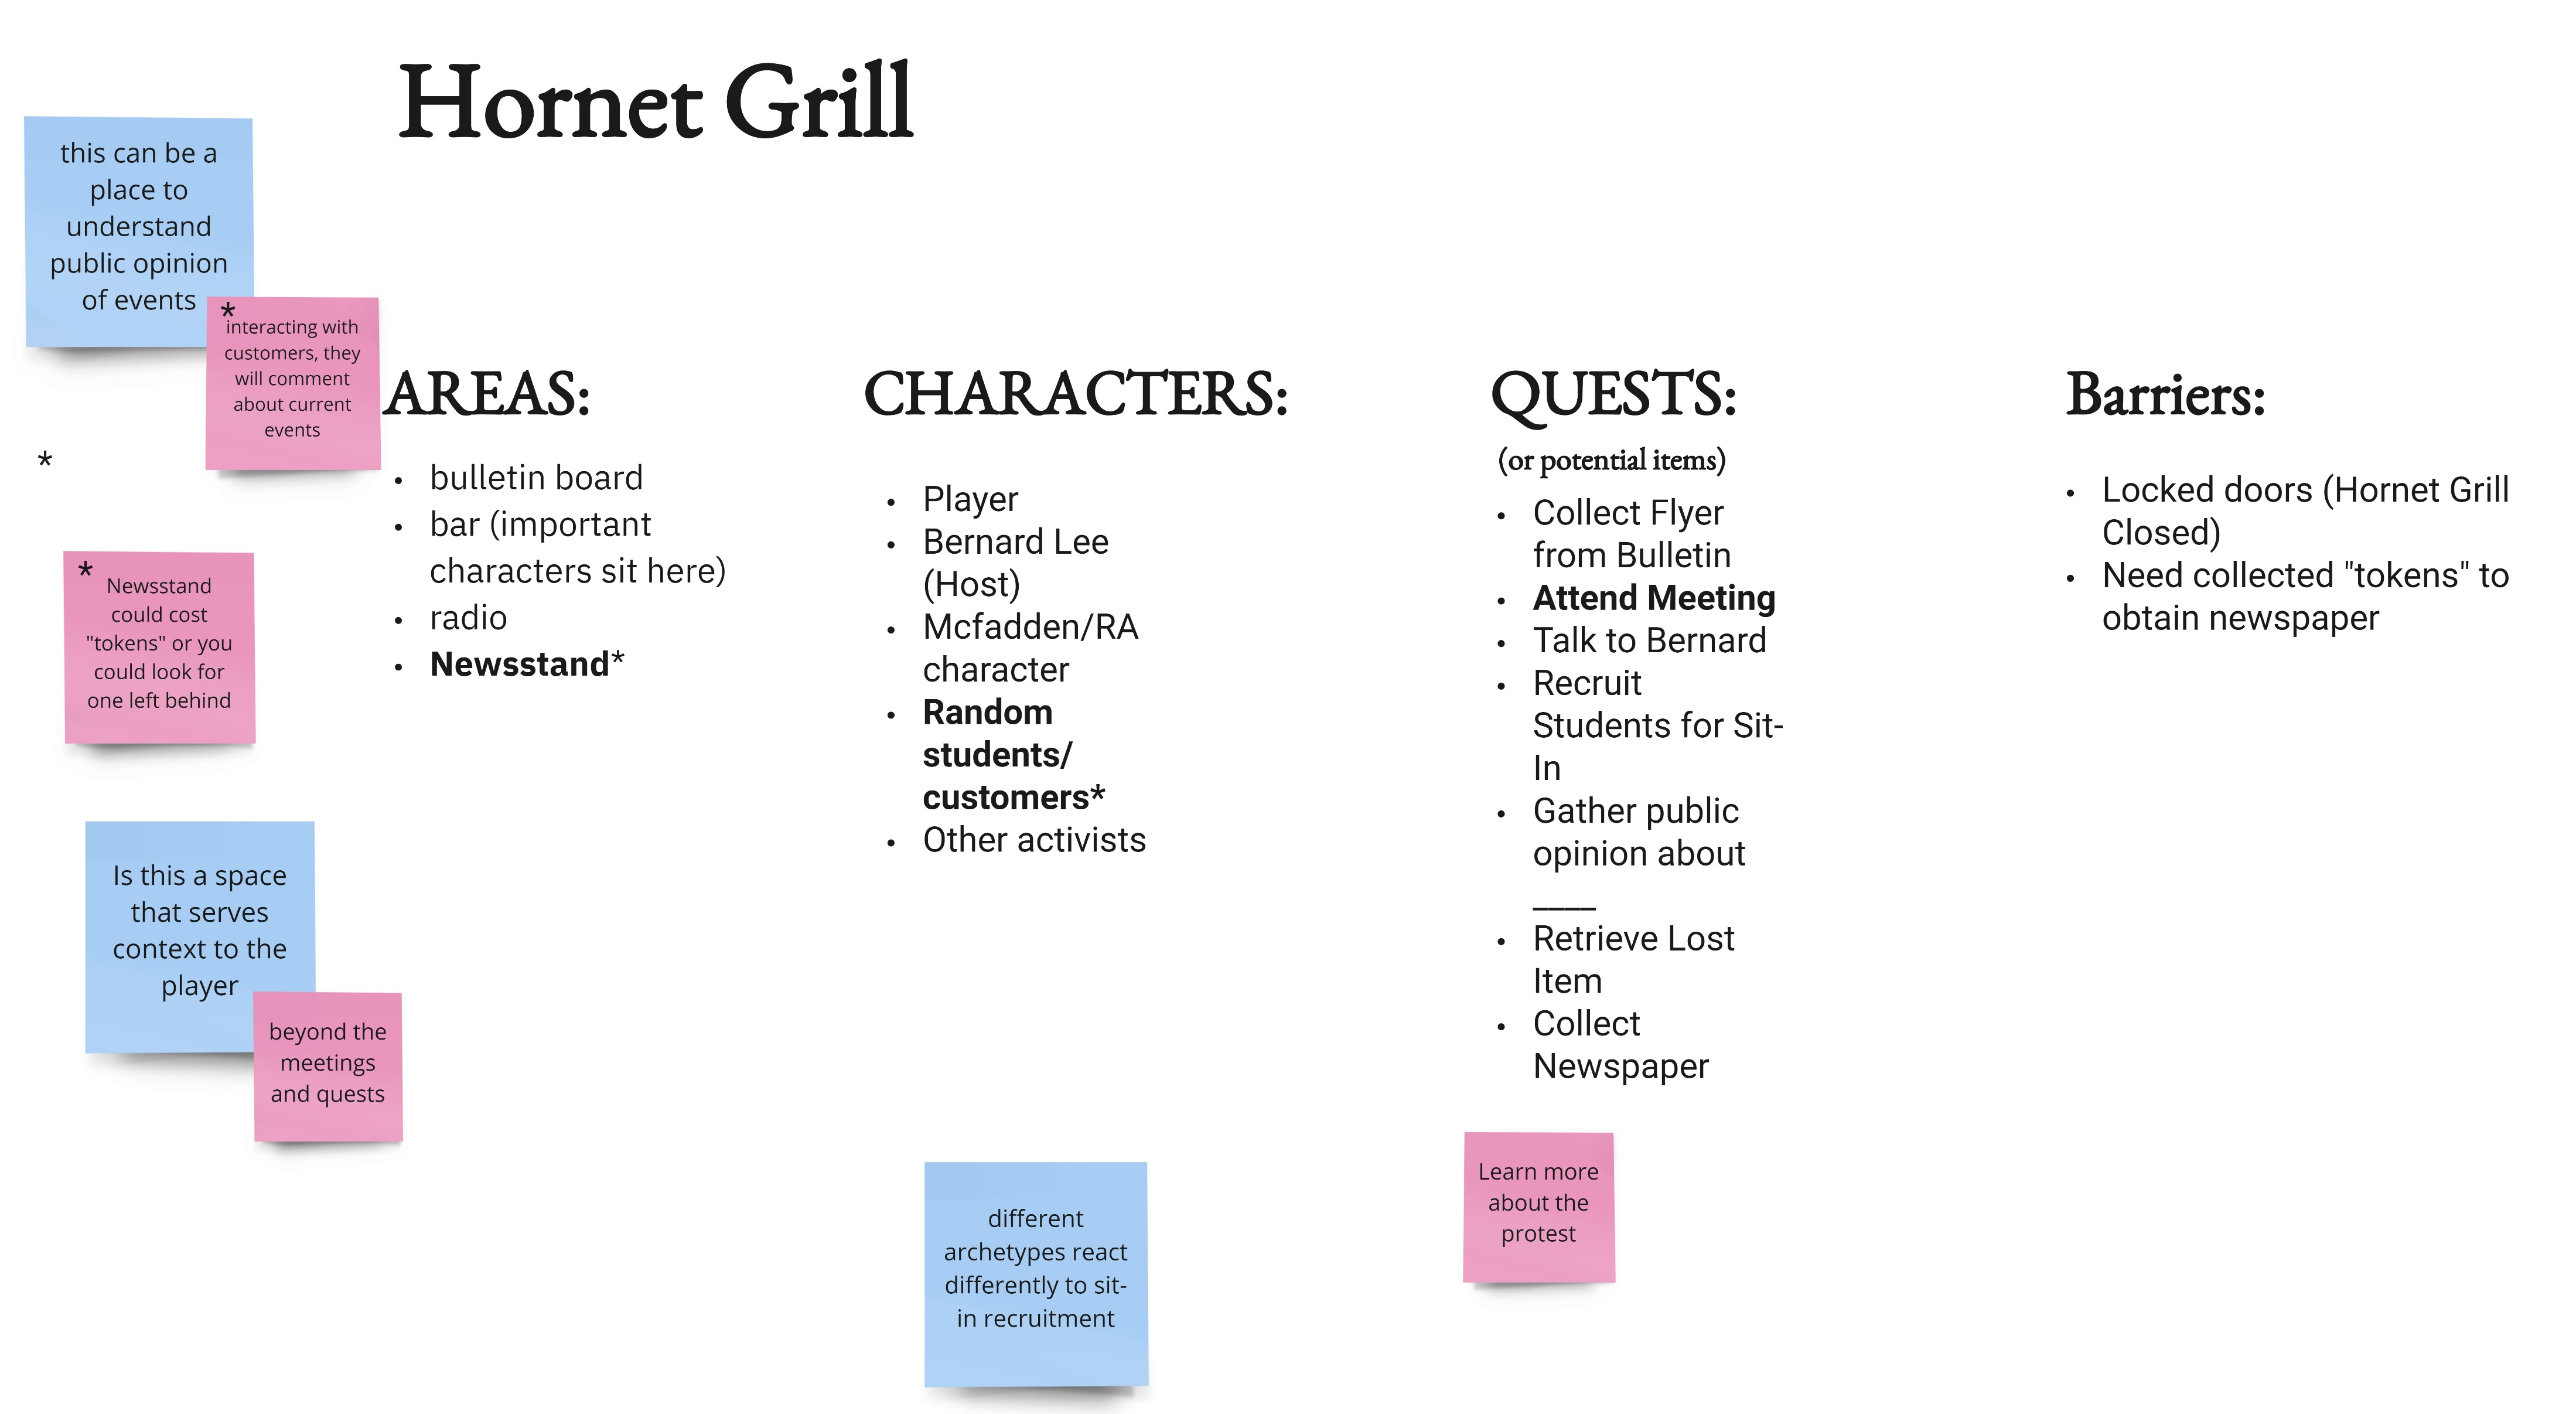 Hornet Grill
this can be a
place to
understand
public opinion
of events
*
interacting with
customers, they
will comment
about current
events
*
* Newsstand
could cost
"tokens" or you
could look for
one left behind
Is this a space
that serves
context to the
player
beyond the
meetings
and quests
AREAS:
• bulletin board
• bar (important
characters sit here)
• radio
• Newsstand*
CHARACTERS:
• Player
• Bernard Lee
(Host)
• Mcfadden/RA
character
• Random
students/
customers*
• Other activists
different
archetypes react
differently to sit-
in recruitment
QUESTS:
(or potential items)
• Collect Flyer
from Bulletin
• Attend Meeting
• Talk to Bernard
• Recruit
Students for Sit-
In
• Gather public
opinion about
____
• Retrieve Lost
Item
• Collect
Newspaper
Learn more
about the
protest
Barriers:
• Locked doors (Hornet Grill
Closed)
• Need collected "tokens" to
obtain newspaper